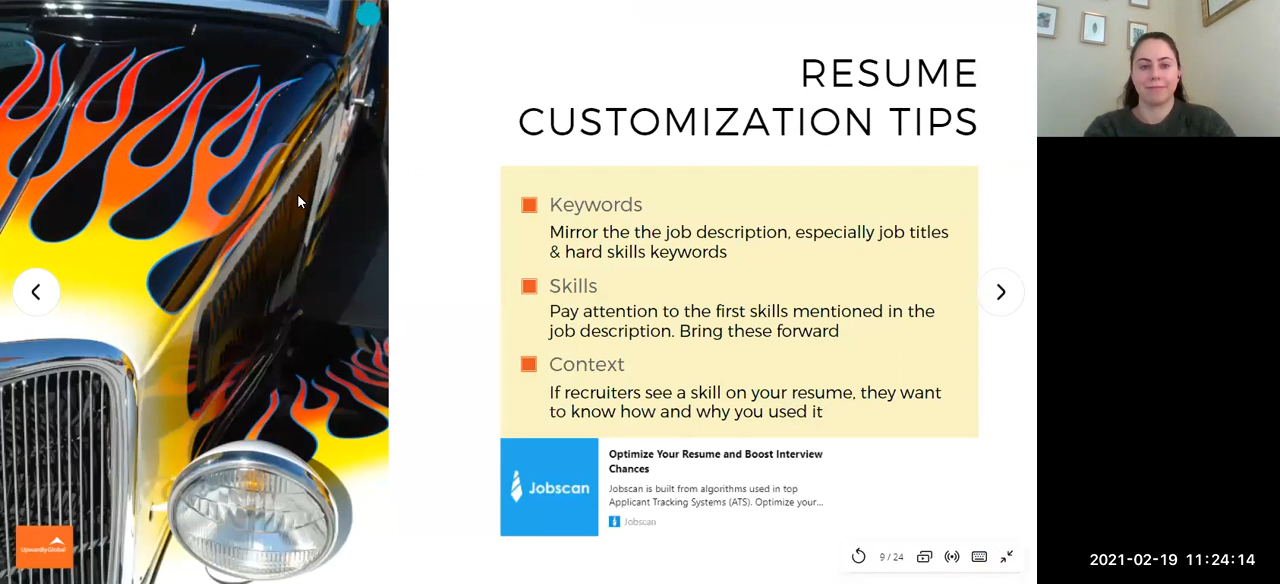 RESUME
CUSTOMIZATION TIPS
Keywords
Mirror the the job description, especially job titles
& hard skills keywords
Skills
Pay attention to the first skills mentioned in the
job description. Bring these forward
Context
If recruiters see a skill on your resume, they want
to know how and why you used it
Jobscan
Optimize Your Resume and Boost Interview
Chances
Jobscan is built from algorithms used in top
Applicant Tracking Systems (ATS). Optimize your...
Jobscan
UpwardlyGlobal
9 / 24
2021-02-19 11:24:14